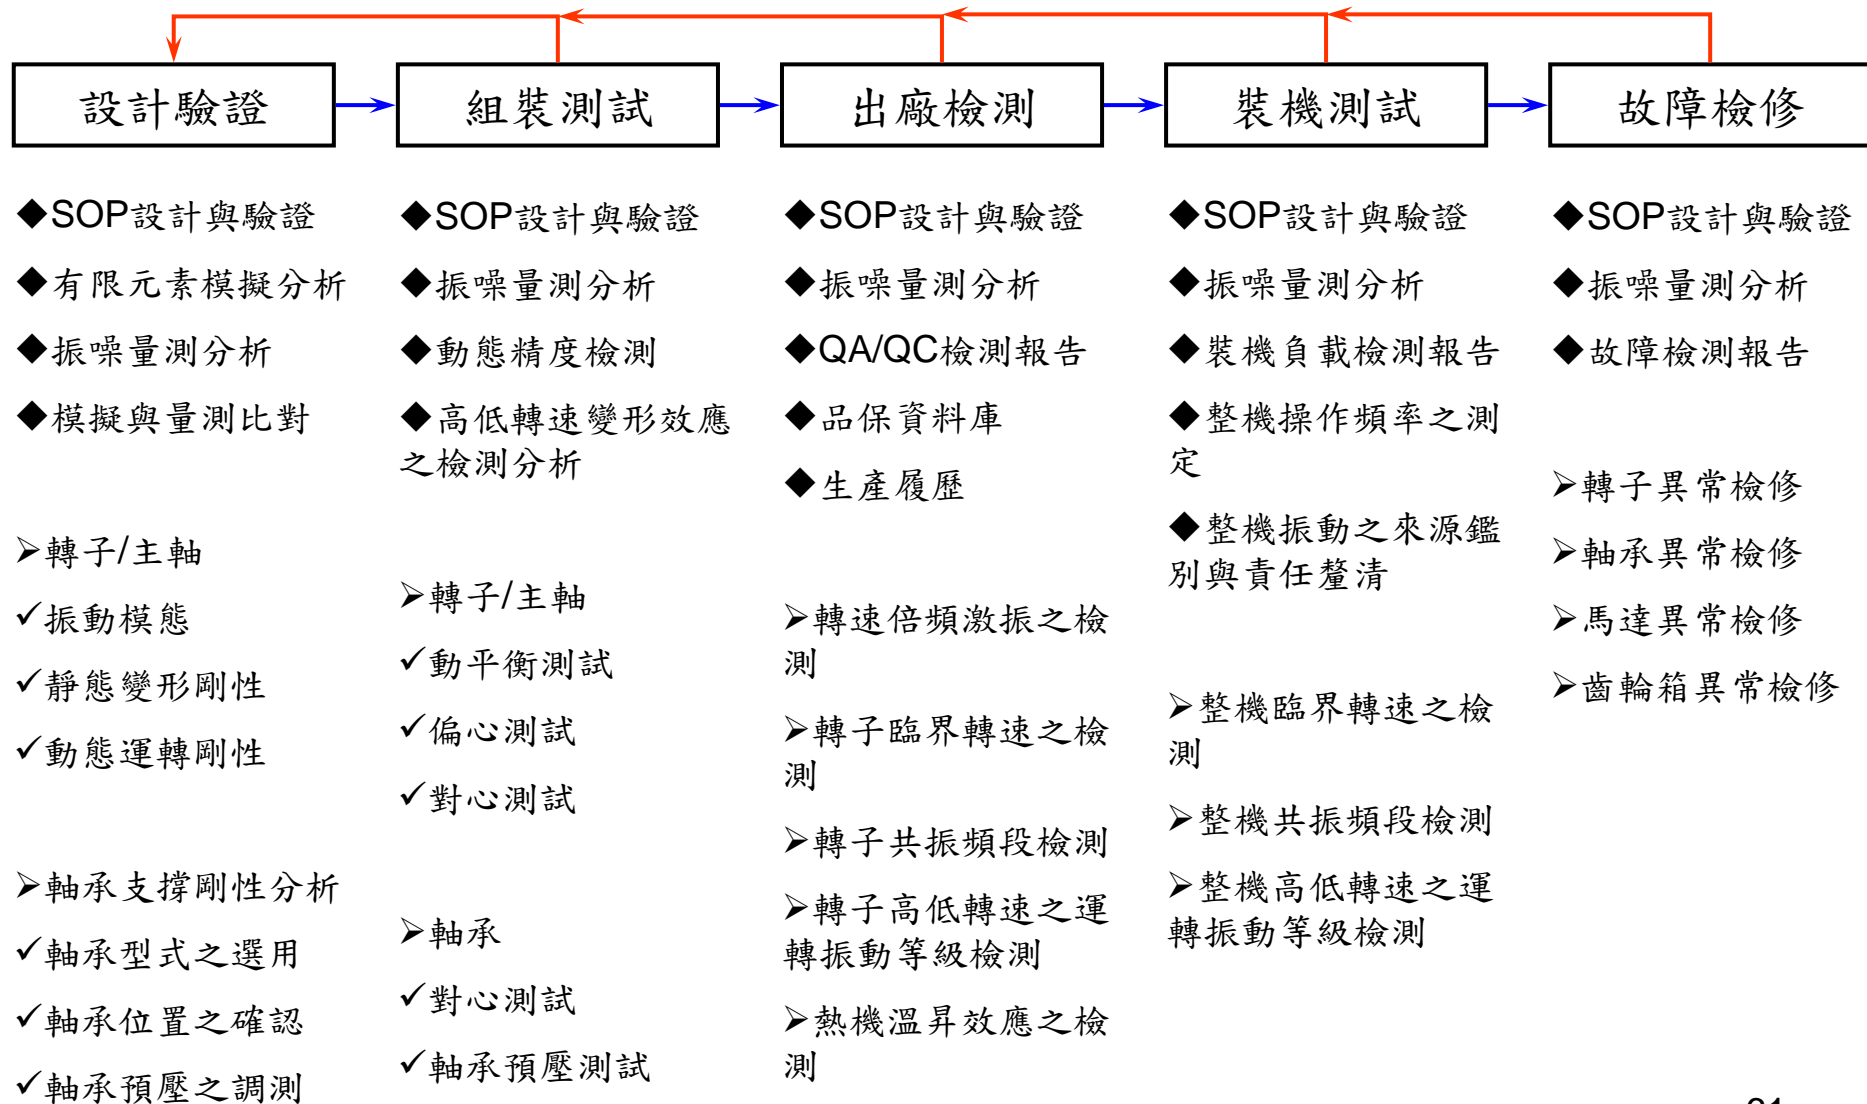 設計驗證
組裝測試
出廠檢測
裝機測試
故障檢修
◆SOP設計與驗證
◆有限元素模擬分析
◆振噪量測分析
◆模擬與量測比對
➢轉子/主軸
✓振動模態
✓靜態變形剛性
✓動態運轉剛性
➢軸承支撐剛性分析
✓軸承型式之選用
✓軸承位置之確認
✓軸承預壓之調測
◆SOP設計與驗證
◆振噪量測分析
◆動態精度檢測
◆高低轉速變形效應
之檢測分析
➢轉子/主軸
✓動平衡測試
✓偏心測試
✓對心測試
➢軸承
✓對心測試
✓軸承預壓測試
◆SOP設計與驗證
◆振噪量測分析
◆QA/QC檢測報告
◆品保資料庫
◆生產履歷
➢轉速倍頻激振之檢
測
➢轉子臨界轉速之檢
測
➢轉子共振頻段檢測
➢轉子高低轉速之運
轉振動等級檢測
➢熱機溫昇效應之檢
測
◆SOP設計與驗證
◆振噪量測分析
◆裝機負載檢測報告
◆整機操作頻率之測
定
◆整機振動之來源鑑
別與責任釐清
➢整機臨界轉速之檢
測
➢整機共振頻段檢測
➢整機高低轉速之運
轉振動等級檢測
◆SOP設計與驗證
◆振噪量測分析
◆故障檢測報告
➢轉子異常檢修
➢軸承異常檢修
➢馬達異常檢修
➢齒輪箱異常檢修